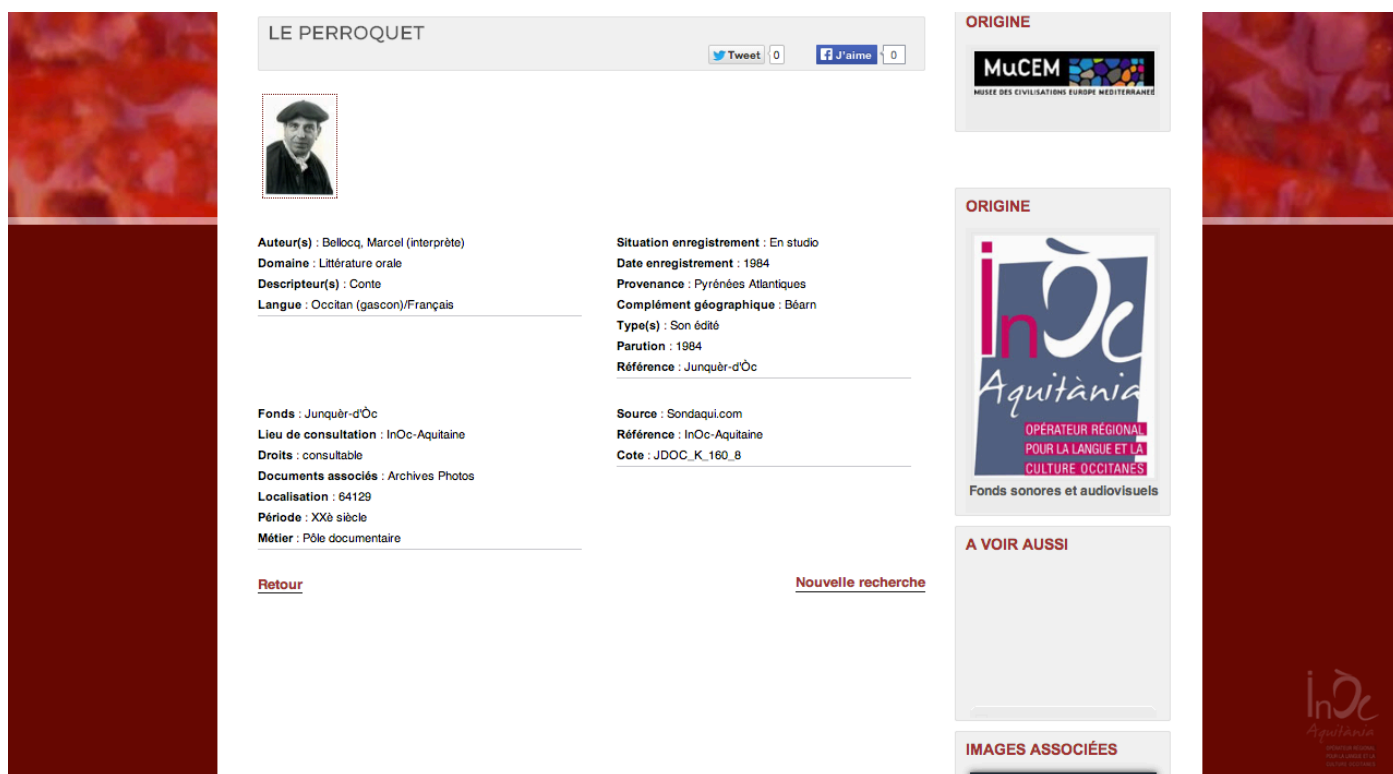 LE PERROQUET
Tweet 0
J'aime 0
Auteur(s) : Bellocq, Marcel (interprète)
Domaine : Littérature orale
Descripteur(s) : Conte
Langue : Occitan (gascon)/Français
Situation enregistrement : En studio
Date enregistrement : 1984
Provenance : Pyrénées Atlantiques
Complément géographique : Béarn
Type(s) : Son édité
Parution : 1984
Référence : Junquèr-d'Òc
Fonds : Junquèr-d'Òc
Lieu de consultation : InOc-Aquitaine
Droits : consultable
Documents associés : Archives Photos
Localisation : 64129
Période : XXè siècle
Métier : Pôle documentaire
Source : Sondaqui.com
Référence : InOc-Aquitaine
Cote : JDOC_K_160_8
Retour
Nouvelle recherche
ORIGINE
MuCEM
MUSEE DES CIVILISATIONS EUROPE MEDITERRANEE
ORIGINE
InÒc
Aquitània
OPÉRATEUR RÉGIONAL
POUR LA LANGUE ET LA
CULTURE OCCITANES
Fonds sonores et audiovisuels
A VOIR AUSSI
IMAGES ASSOCIÉES
InÒc
Aquitània